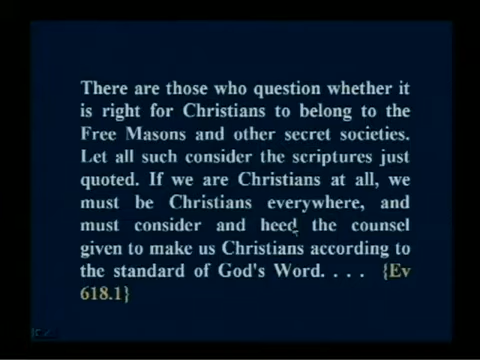 There are those who question whether it
is right for Christians to belong to the
Free Masons and other secret societies.
Let all such consider the scriptures just
quoted. If we are Christians at all, we
must be Christians everywhere, and
must consider and heed the counsel
given to make us Christians according to
the standard of God's Word. . . . {Ev
618.1}